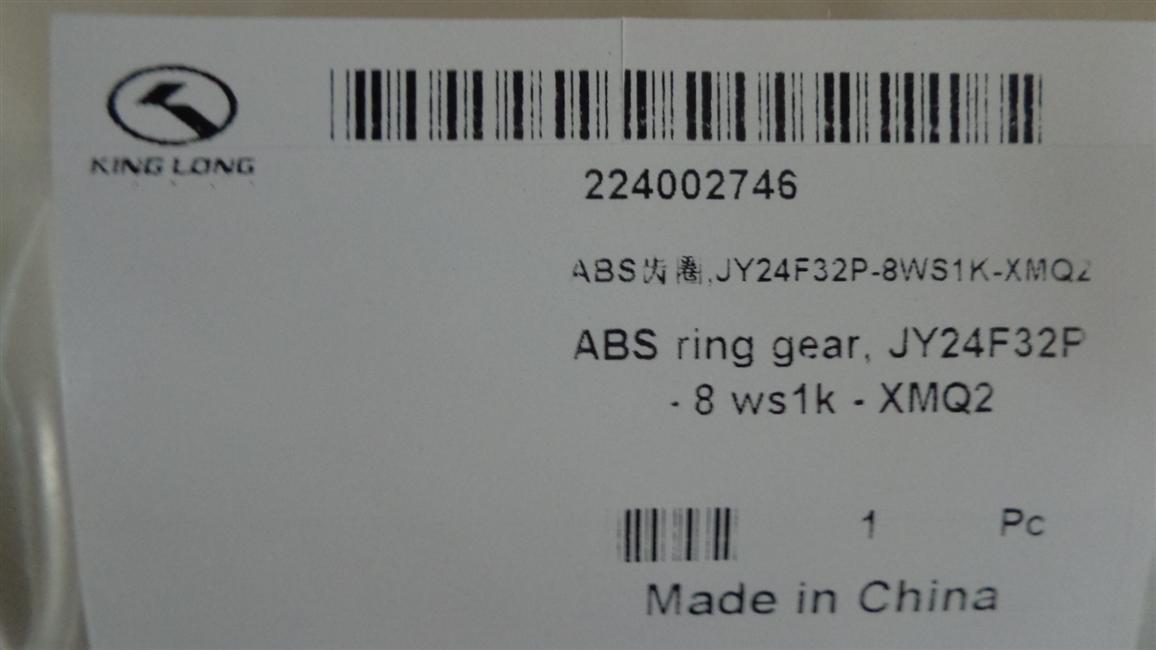 KING LONG
224002746
ABS齿圈,JY24F32P-8WS1K-XMQ2
ABS ring gear, JY24F32P
- 8 ws1k - XMQ2
1 Pc
Made in China